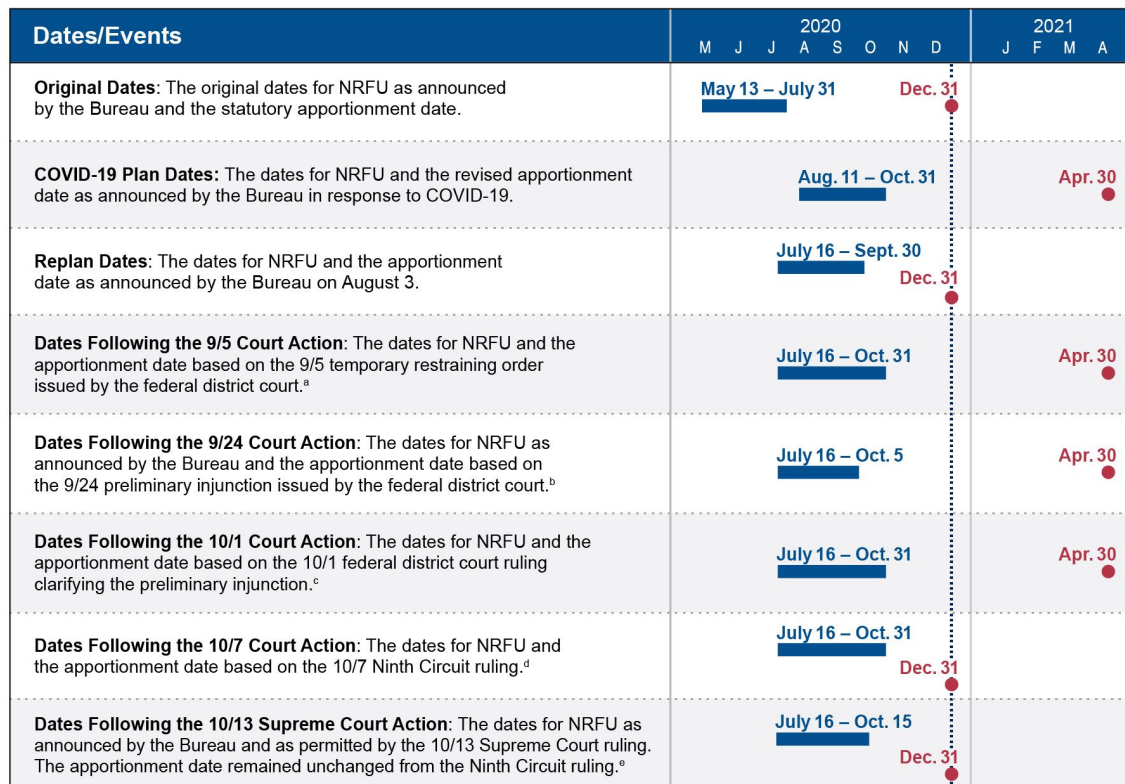 Dates/Events
2020
M J J A S O N D
2021
J F M A
Original Dates: The original dates for NRFU as announced
by the Bureau and the statutory apportionment date.
May 13 – July 31
Dec. 31
COVID-19 Plan Dates: The dates for NRFU and the revised apportionment
date as announced by the Bureau in response to COVID-19.
Aug. 11 – Oct. 31
Apr. 30
Replan Dates: The dates for NRFU and the apportionment
date as announced by the Bureau on August 3.
July 16 – Sept. 30
Dec. 31
Dates Following the 9/5 Court Action: The dates for NRFU and the
apportionment date based on the 9/5 temporary restraining order
issued by the federal district court.ᵃ
July 16 – Oct. 31
Apr. 30
Dates Following the 9/24 Court Action: The dates for NRFU as
announced by the Bureau and the apportionment date based on
the 9/24 preliminary injunction issued by the federal district court.ᵇ
July 16 – Oct. 5
Apr. 30
Dates Following the 10/1 Court Action: The dates for NRFU and the
apportionment date based on the 10/1 federal district court ruling
clarifying the preliminary injunction.ᶜ
July 16 – Oct. 31
Apr. 30
Dates Following the 10/7 Court Action: The dates for NRFU and
the apportionment date based on the 10/7 Ninth Circuit ruling.ᵈ
July 16 – Oct. 31
Dec. 31
Dates Following the 10/13 Supreme Court Action: The dates for NRFU as
announced by the Bureau and as permitted by the 10/13 Supreme Court ruling.
The apportionment date remained unchanged from the Ninth Circuit ruling.ᵉ
July 16 – Oct. 15
Dec. 31